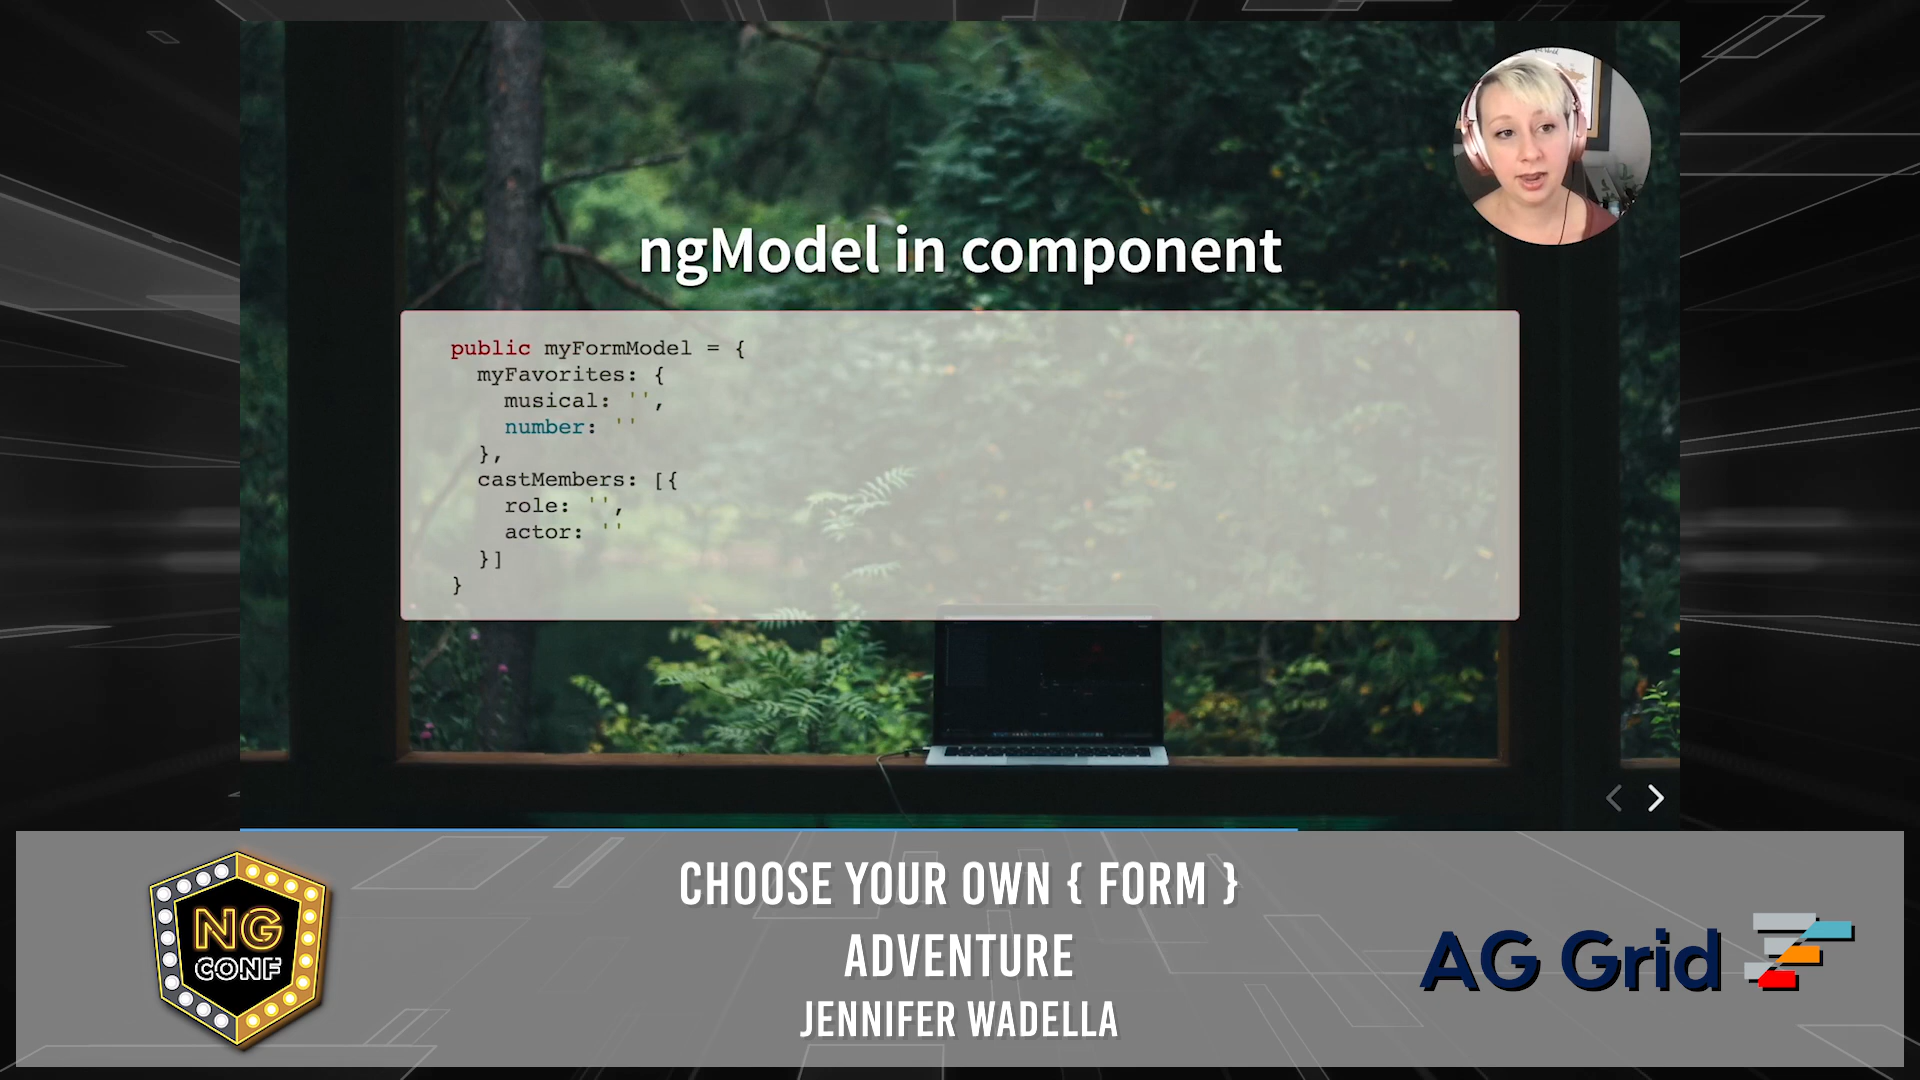 ngModel in component
public myFormModel = {
myFavorites: {
musical: '',
number: ''
},
castMembers: [{
role: '',
actor: ''
}]
}
CHOOSE YOUR OWN { FORM }
ADVENTURE
JENNIFER WADELLA
NG
CONF
AG Grid